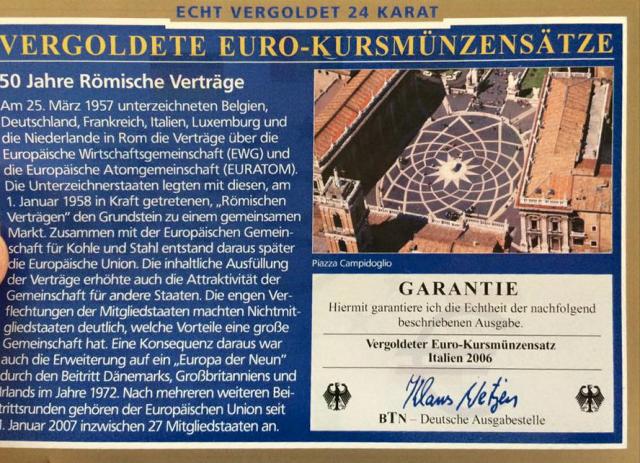 ECHT VERGOLDET 24 KARAT
VERGOLDETE EURO-KURSMÜNZENSÄTZE
50 Jahre Römische Verträge
Am 25. März 1957 unterzeichneten Belgien,
Deutschland, Frankreich, Italien, Luxemburg und
die Niederlande in Rom die Verträge über die
Europäische Wirtschaftsgemeinschaft (EWG) und
die Europäische Atomgemeinschaft (EURATOM).
Die Unterzeichnerstaaten legten mit diesen, am
1. Januar 1958 in Kraft getretenen, „Römischen
Verträgen" den Grundstein zu einem gemeinsamen
Markt. Zusammen mit der Europäischen Gemein-
schaft für Kohle und Stahl entstand daraus später
die Europäische Union. Die inhaltliche Ausfüllung
der Verträge erhöhte auch die Attraktivität der
Gemeinschaft für andere Staaten. Die engen Ver-
flechtungen der Mitgliedstaaten machten Nichtmit-
gliedstaaten deutlich, welche Vorteile eine große
Gemeinschaft hat. Eine Konsequenz daraus war
auch die Erweiterung auf ein „Europa der Neun"
durch den Beitritt Dänemarks, Großbritanniens und
Irlands im Jahre 1972. Nach mehreren weiteren Bei-
trittsrunden gehören der Europäischen Union seit
1. Januar 2007 inzwischen 27 Mitgliedstaaten an.
Piazza Campidoglio
GARANTIE
Hiermit garantiere ich die Echtheit der nachfolgend
beschriebenen Ausgabe.
Vergoldeter Euro-Kursmünzensatz
Italien 2006
Klaus
BTN – Deutsche Ausgabestelle